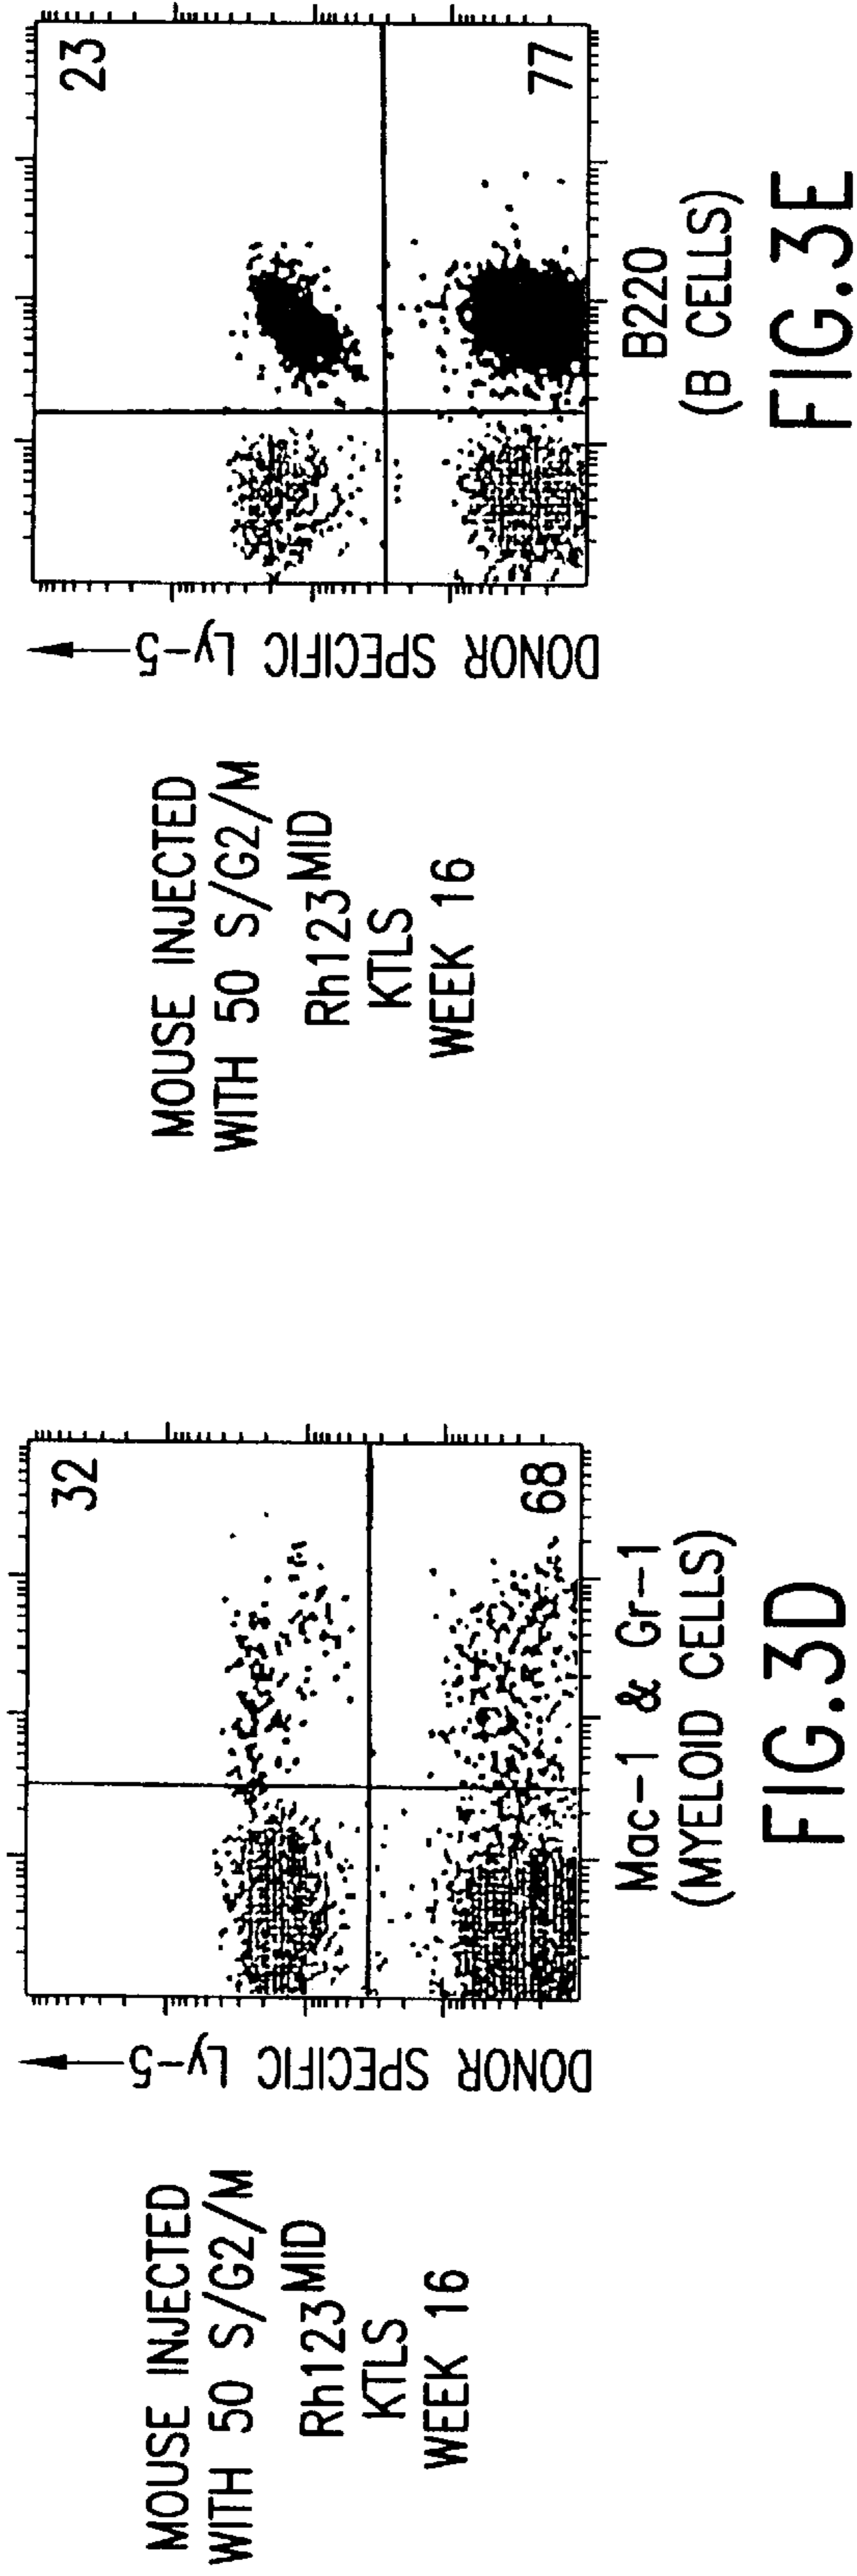 MOUSE INJECTED
WITH 50 S/G2/M
Rh123MID
KTLS
WEEK 16
DONOR SPECIFIC Ly-5
32
68
Mac-1 & Gr-1
(MYELOID CELLS)
FIG.3D
MOUSE INJECTED
WITH 50 S/G2/M
Rh123MID
KTLS
WEEK 16
DONOR SPECIFIC Ly-5
23
77
B220
(B CELLS)
FIG.3E